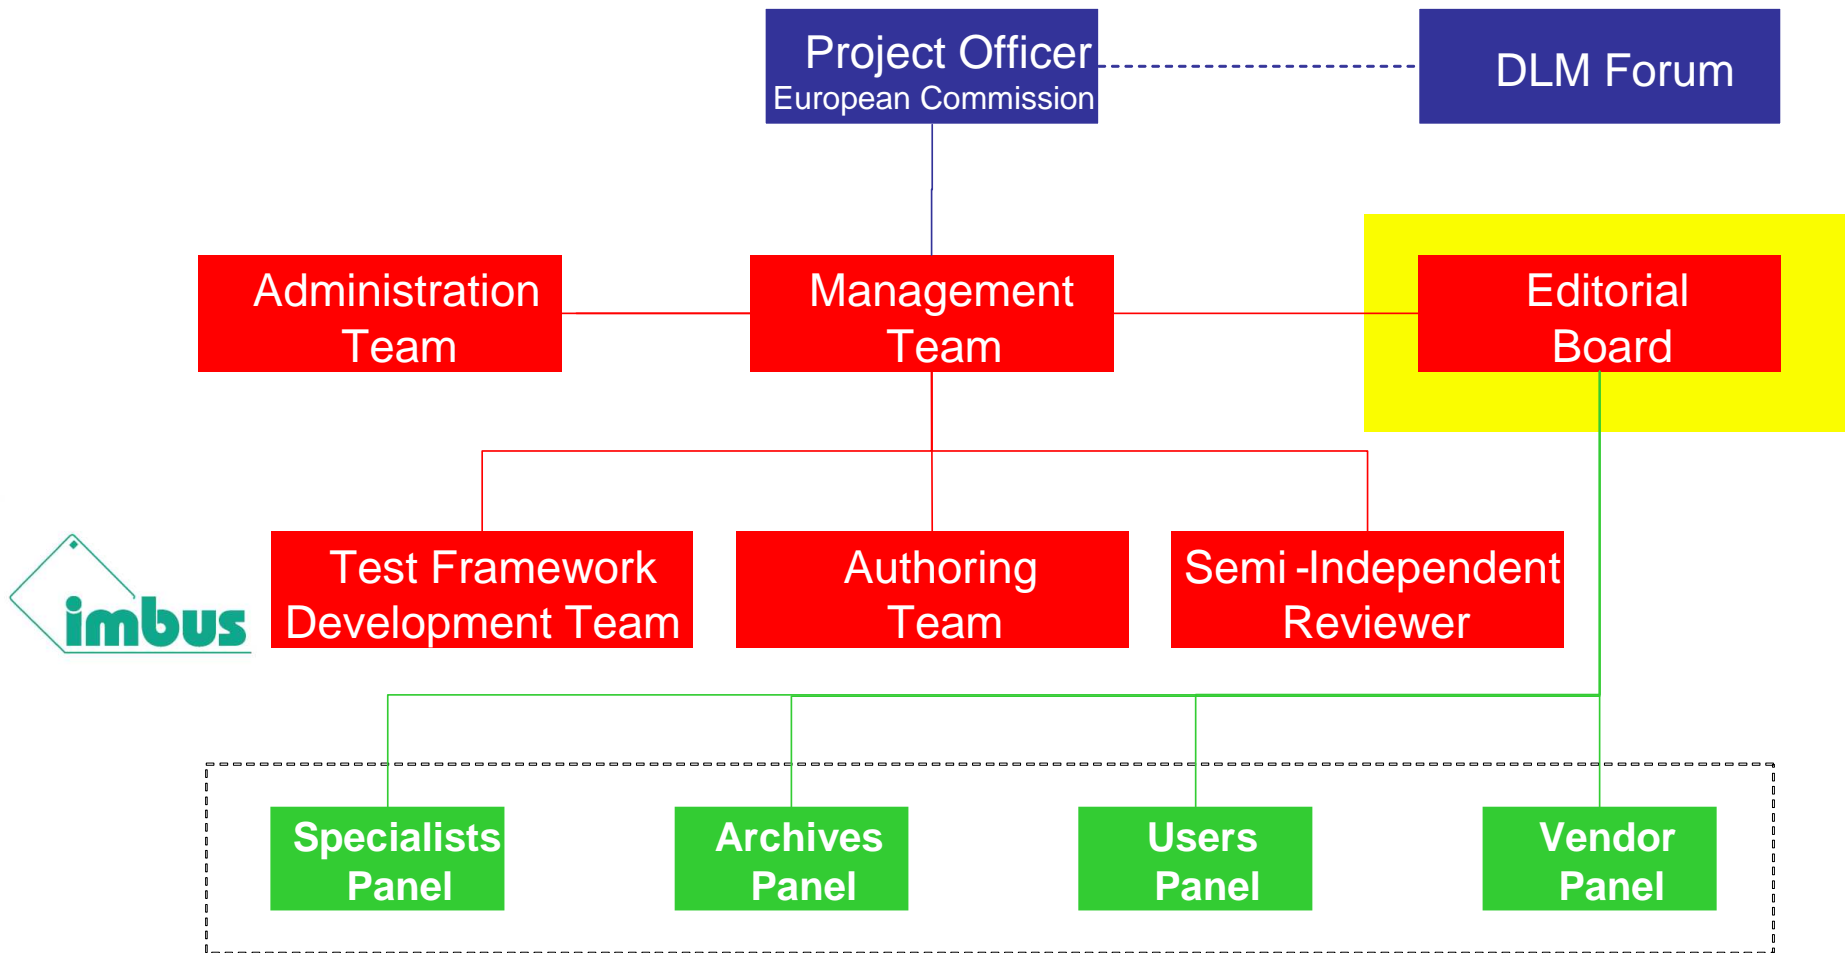 Project Officer
European Commission
DLM Forum
Administration
Team
Management
Team
Editorial
Board
imbus
Test Framework
Development Team
Authoring
Team
Semi-Independent
Reviewer
Specialists
Panel
Archives
Panel
Users
Panel
Vendor
Panel